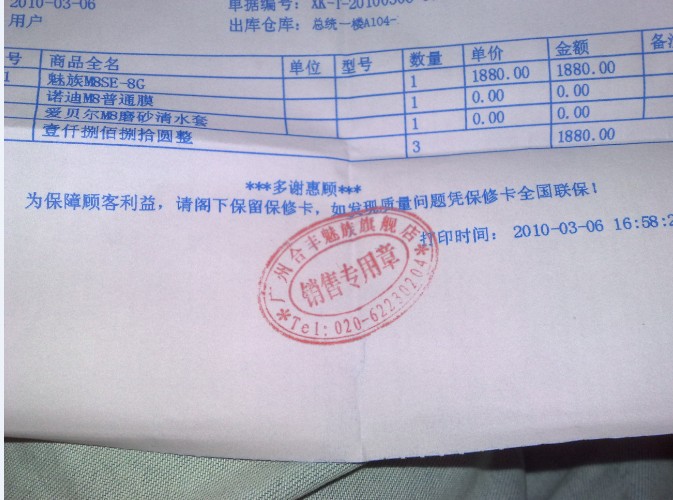 2010-03-06 单据编号: XK-T-20100306
用户 出库仓库: 总统一楼A104-
号 商品全名 单位 型号 数量 单价 金额 备注
1 魅族M8SE-8G 1 1880.00 1880.00
诺迪M8普通膜 1 0.00 0.00
爱贝尔M8磨砂清水套 1 0.00 0.00
壹仟捌佰捌拾圆整 3 1880.00
***多谢惠顾***
为保障顾客利益, 请阁下保留保修卡, 如发现质量问题凭保修卡全国联保!
打印时间: 2010-03-06 16:58:2
广州合丰魅族旗舰店
销售专用章
*Tel:020-62230204*